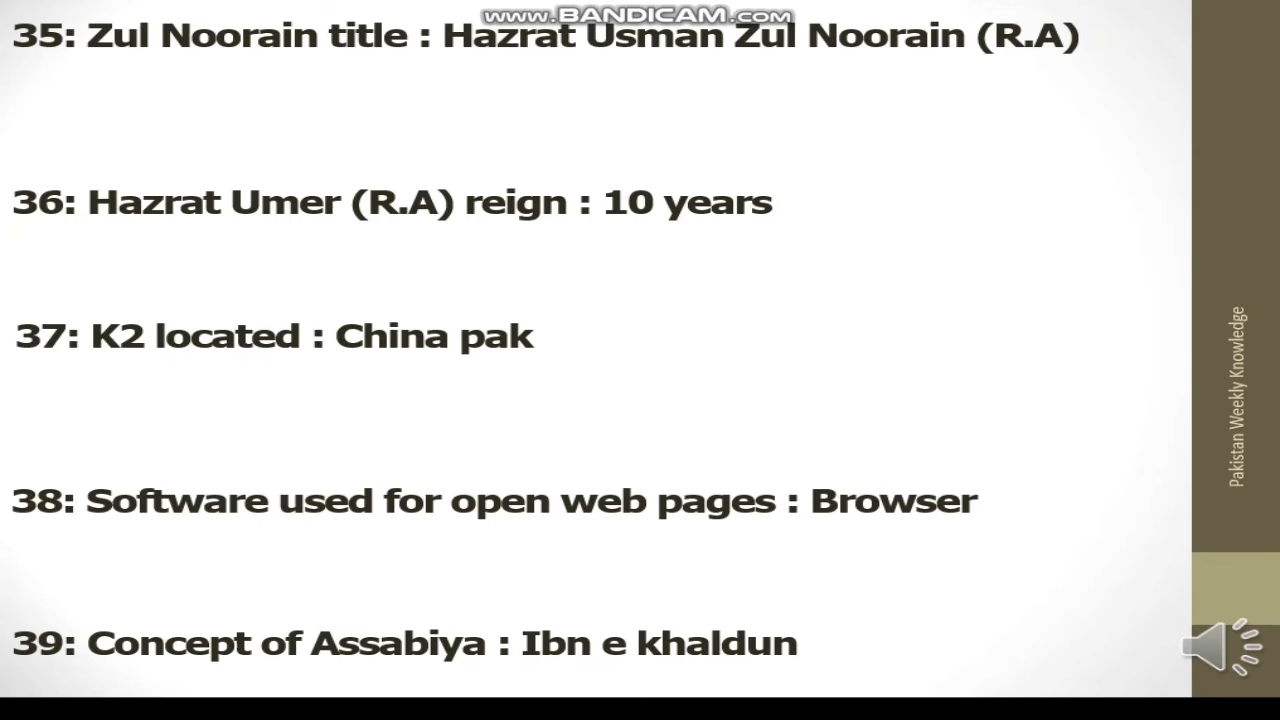 www.BANDICAM.com
35: Zul Noorain title : Hazrat Usman Zul Noorain (R.A)
36: Hazrat Umer (R.A) reign : 10 years
37: K2 located : China pak
38: Software used for open web pages : Browser
39: Concept of Assabiya : Ibn e khaldun
Pakistan Weekly Knowledge